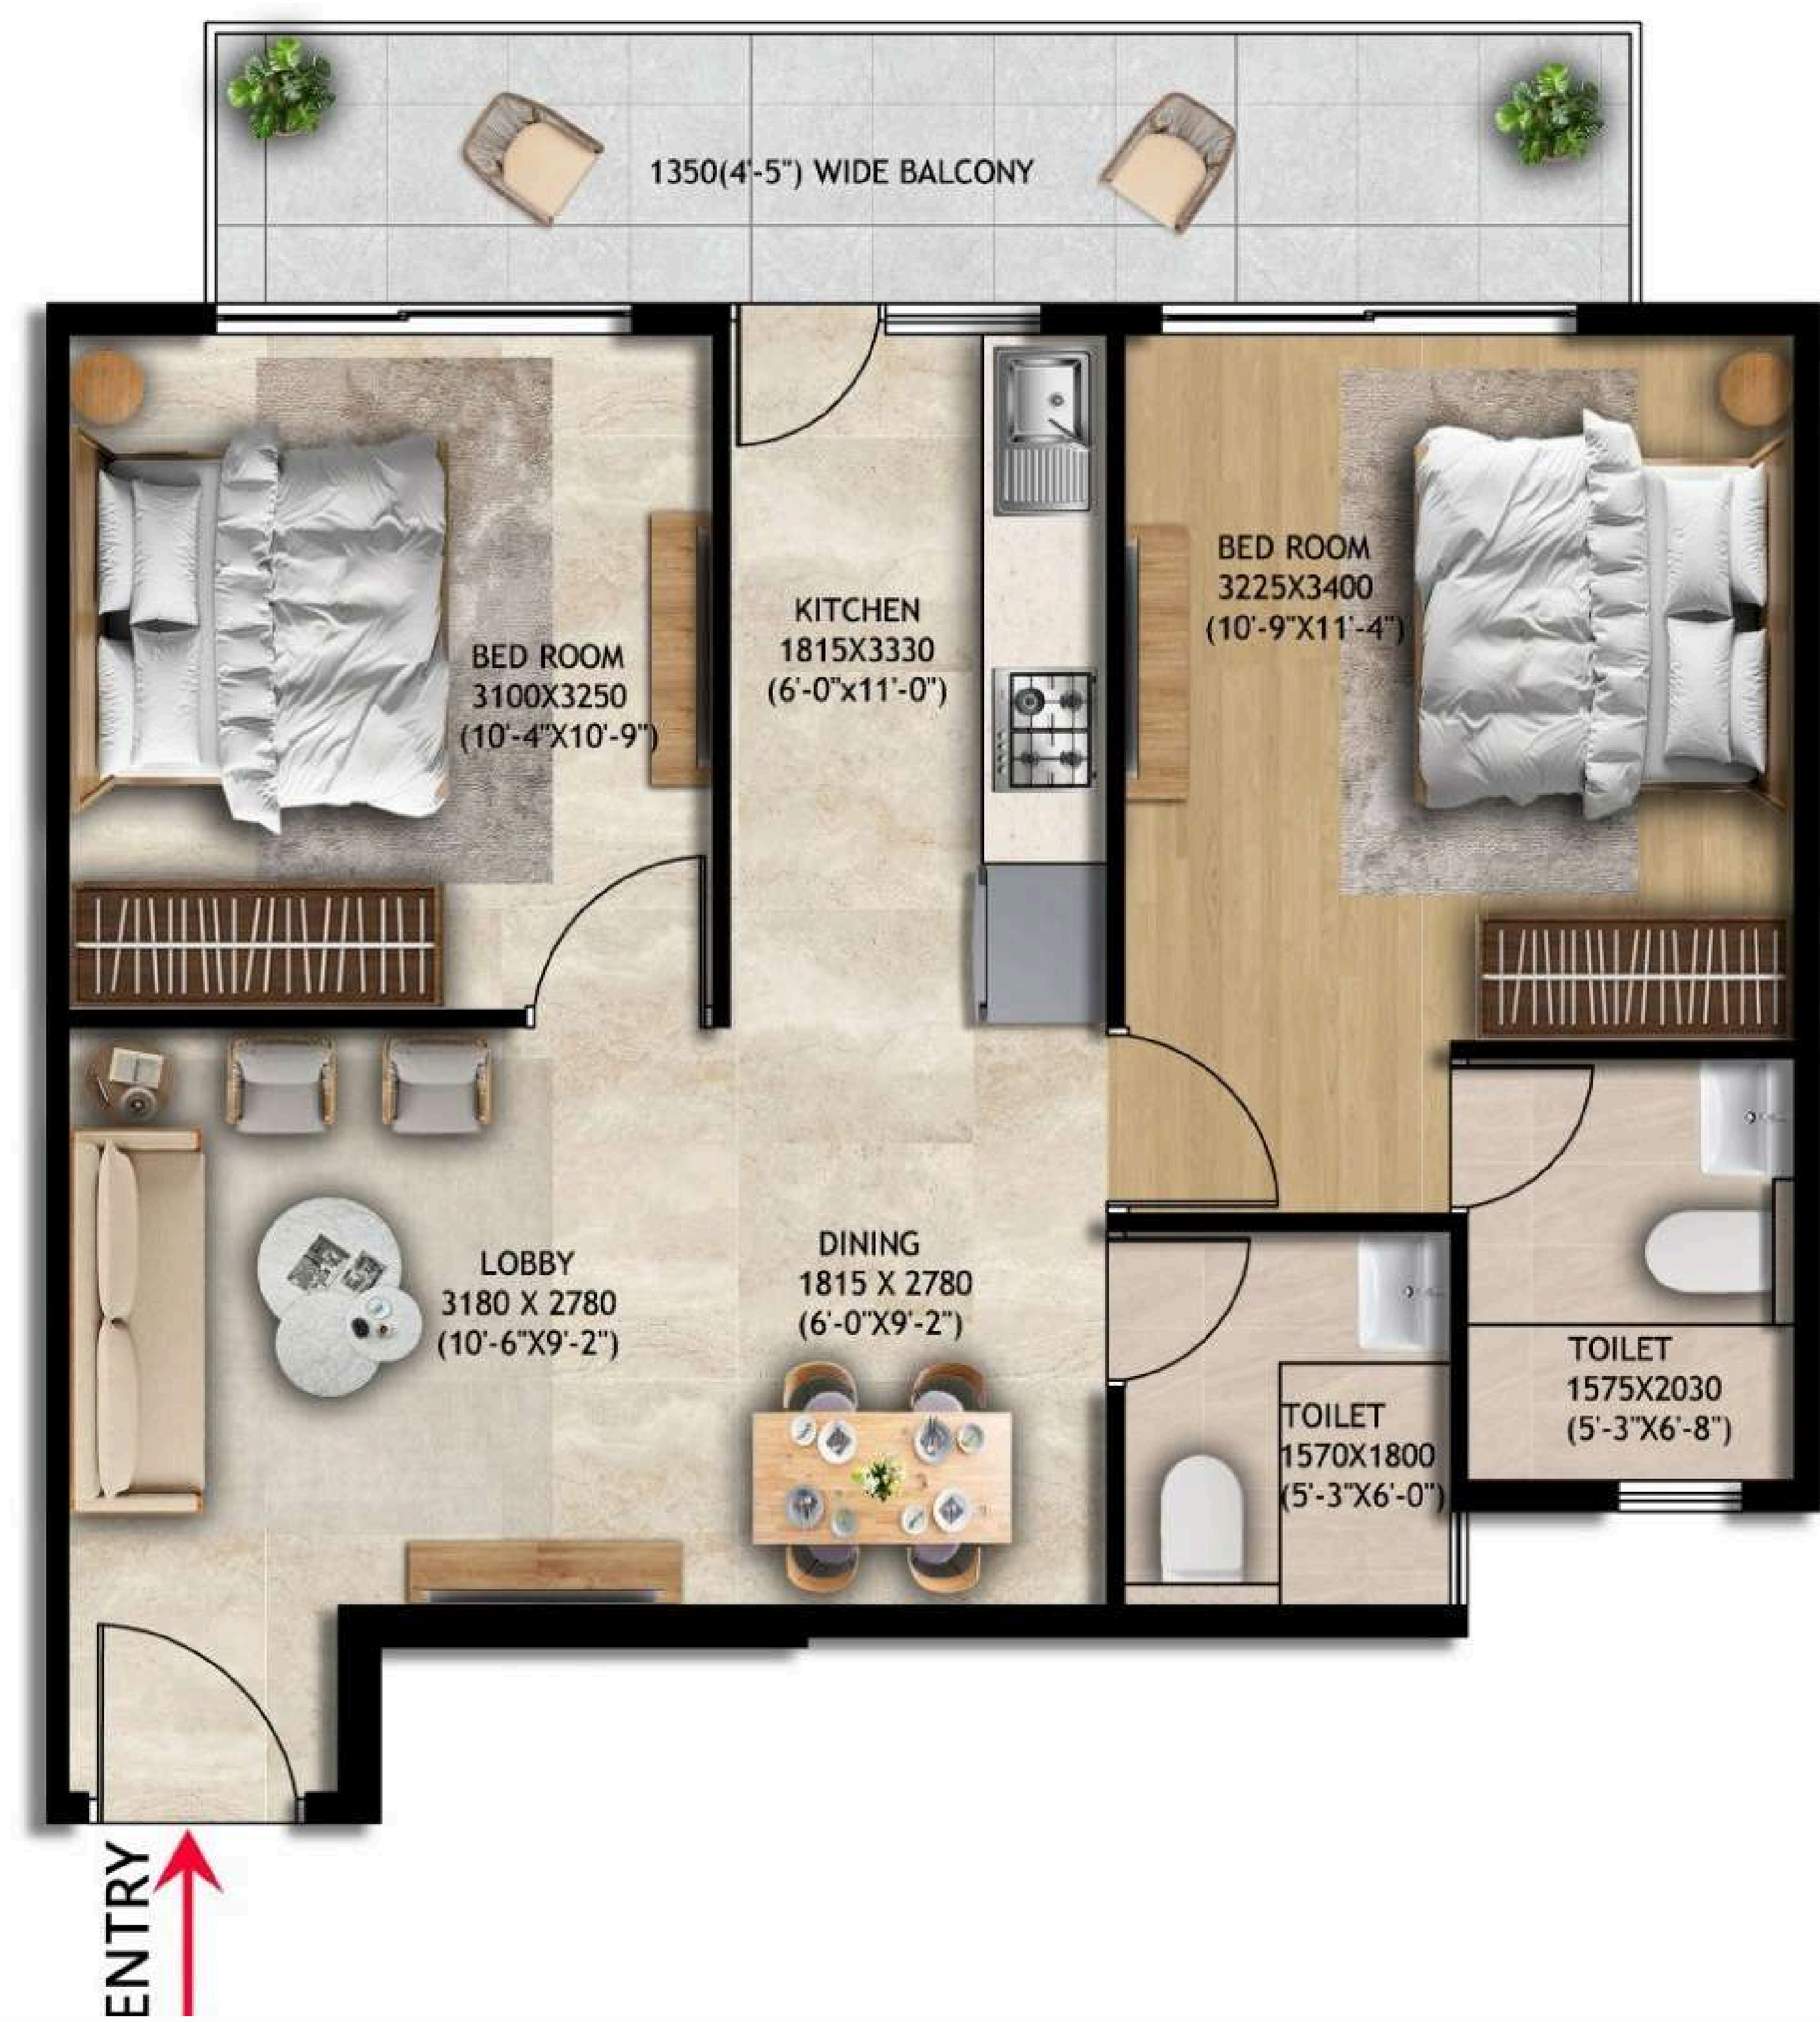 1350(4'-5") WIDE BALCONY
BED ROOM
3100X3250
(10'-4"X10'-9")
KITCHEN
1815X3330
(6'-0"x11'-0")
BED ROOM
3225X3400
(10'-9"X11'-4")
LOBBY
3180 X 2780
(10'-6"X9'-2")
DINING
1815 X 2780
(6'-0"X9'-2")
TOILET
1570X1800
(5'-3"X6'-0")
TOILET
1575X2030
(5'-3"X6'-8")
ENTRY